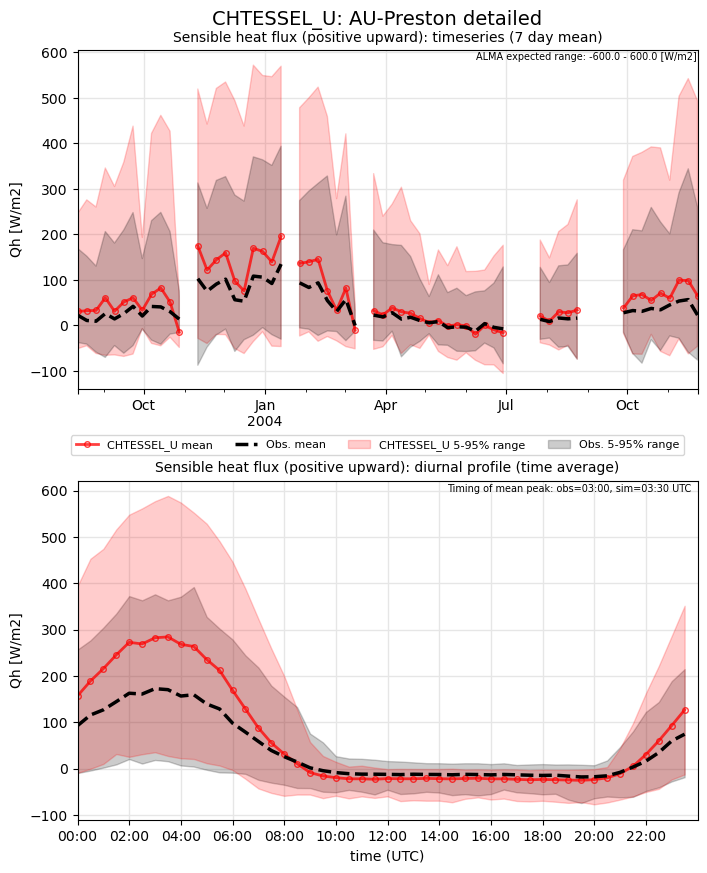 CHTESSEL_U: AU-Preston detailed
Sensible heat flux (positive upward): timeseries (7 day mean)
ALMA expected range: -600.0 - 600.0 [W/m2]
600
500
400
300
200
100
0
−100
Qh [W/m2]
Oct Jan Apr Jul Oct
2004
CHTESSEL_U mean Obs. mean CHTESSEL_U 5-95% range Obs. 5-95% range
Sensible heat flux (positive upward): diurnal profile (time average)
Timing of mean peak: obs=03:00, sim=03:30 UTC
600
500
400
300
200
100
0
−100
Qh [W/m2]
00:00 02:00 04:00 06:00 08:00 10:00 12:00 14:00 16:00 18:00 20:00 22:00
time (UTC)